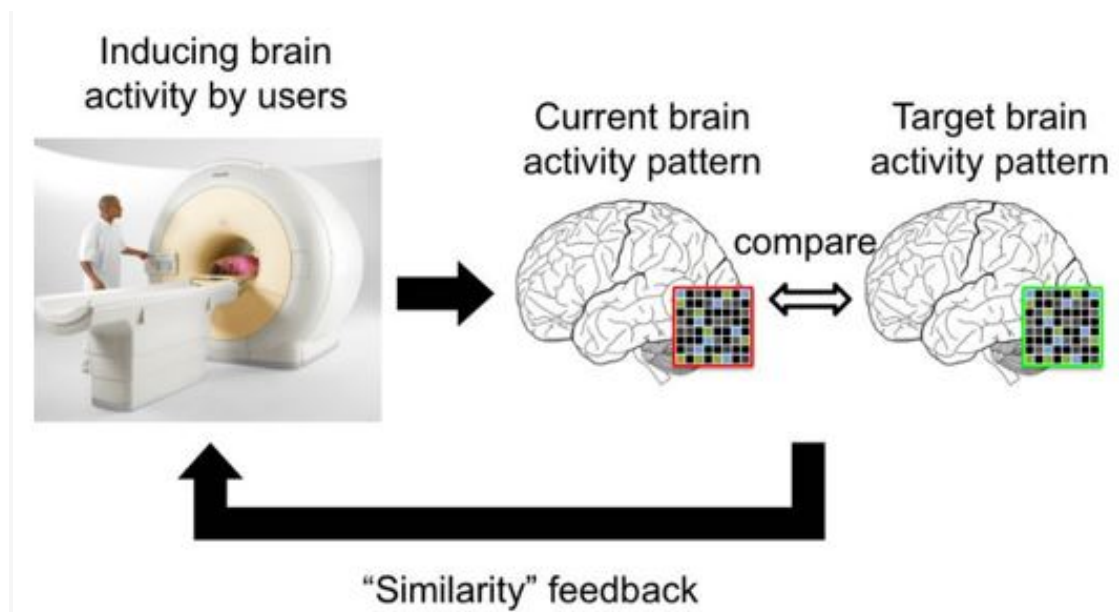 Inducing brain
activity by users
Current brain
activity pattern
Target brain
activity pattern
compare
“Similarity” feedback